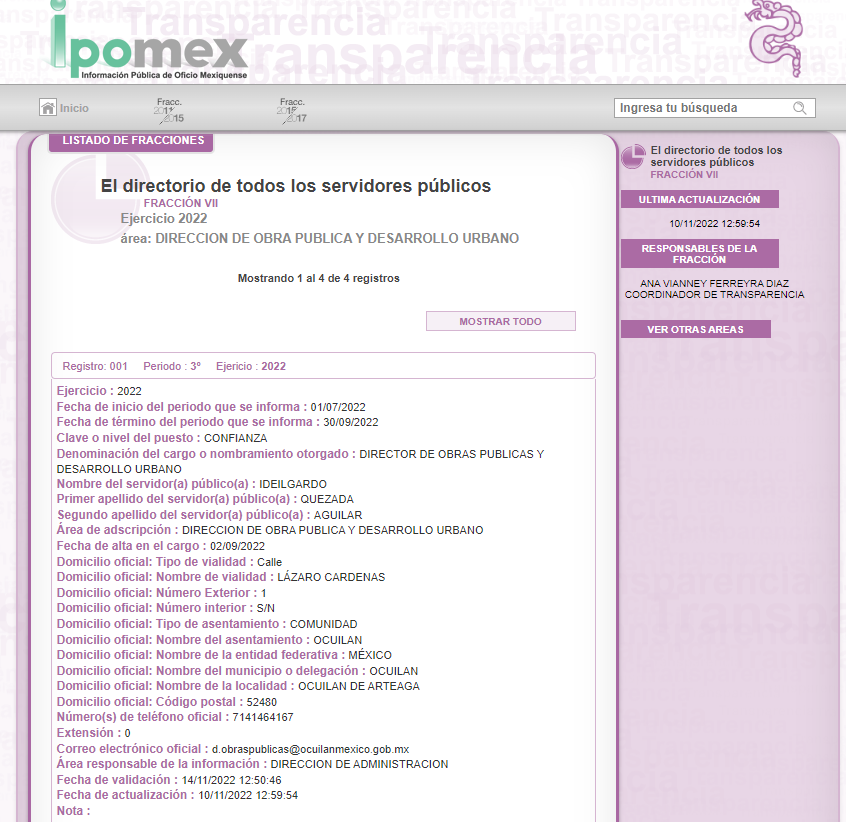 ipomex
Información Pública de Oficio Mexiquense
Inicio
Fracc.
2015
Fracc.
2017
Ingresa tu búsqueda
LISTADO DE FRACCIONES
El directorio de todos los servidores públicos
FRACCIÓN VII
Ejercicio 2022
área: DIRECCION DE OBRA PUBLICA Y DESARROLLO URBANO
Mostrando 1 al 4 de 4 registros
MOSTRAR TODO
Registro: 001 Periodo : 3º Ejericio : 2022
Ejercicio : 2022
Fecha de inicio del periodo que se informa : 01/07/2022
Fecha de término del periodo que se informa : 30/09/2022
Clave o nivel del puesto : CONFIANZA
Denominación del cargo o nombramiento otorgado : DIRECTOR DE OBRAS PUBLICAS Y
DESARROLLO URBANO
Nombre del servidor(a) público(a) : IDEILGARDO
Primer apellido del servidor(a) público(a) : QUEZADA
Segundo apellido del servidor(a) público(a) : AGUILAR
Área de adscripción : DIRECCION DE OBRA PUBLICA Y DESARROLLO URBANO
Fecha de alta en el cargo : 02/09/2022
Domicilio oficial: Tipo de vialidad : Calle
Domicilio oficial: Nombre de vialidad : LÁZARO CARDENAS
Domicilio oficial: Número Exterior : 1
Domicilio oficial: Número interior : S/N
Domicilio oficial: Tipo de asentamiento : COMUNIDAD
Domicilio oficial: Nombre del asentamiento : OCUILAN
Domicilio oficial: Nombre de la entidad federativa : MÉXICO
Domicilio oficial: Nombre del municipio o delegación : OCUILAN
Domicilio oficial: Nombre de la localidad : OCUILAN DE ARTEAGA
Domicilio oficial: Código postal : 52480
Número(s) de teléfono oficial : 7141464167
Extensión : 0
Correo electrónico oficial : d.obraspublicas@ocuilanmexico.gob.mx
Área responsable de la información : DIRECCION DE ADMINISTRACION
Fecha de validación : 14/11/2022 12:50:46
Fecha de actualización : 10/11/2022 12:59:54
Nota :
El directorio de todos los
servidores públicos
FRACCIÓN VII
ULTIMA ACTUALIZACIÓN
10/11/2022 12:59:54
RESPONSABLES DE LA
FRACCIÓN
ANA VIANNEY FERREYRA DIAZ
COORDINADOR DE TRANSPARENCIA
VER OTRAS AREAS